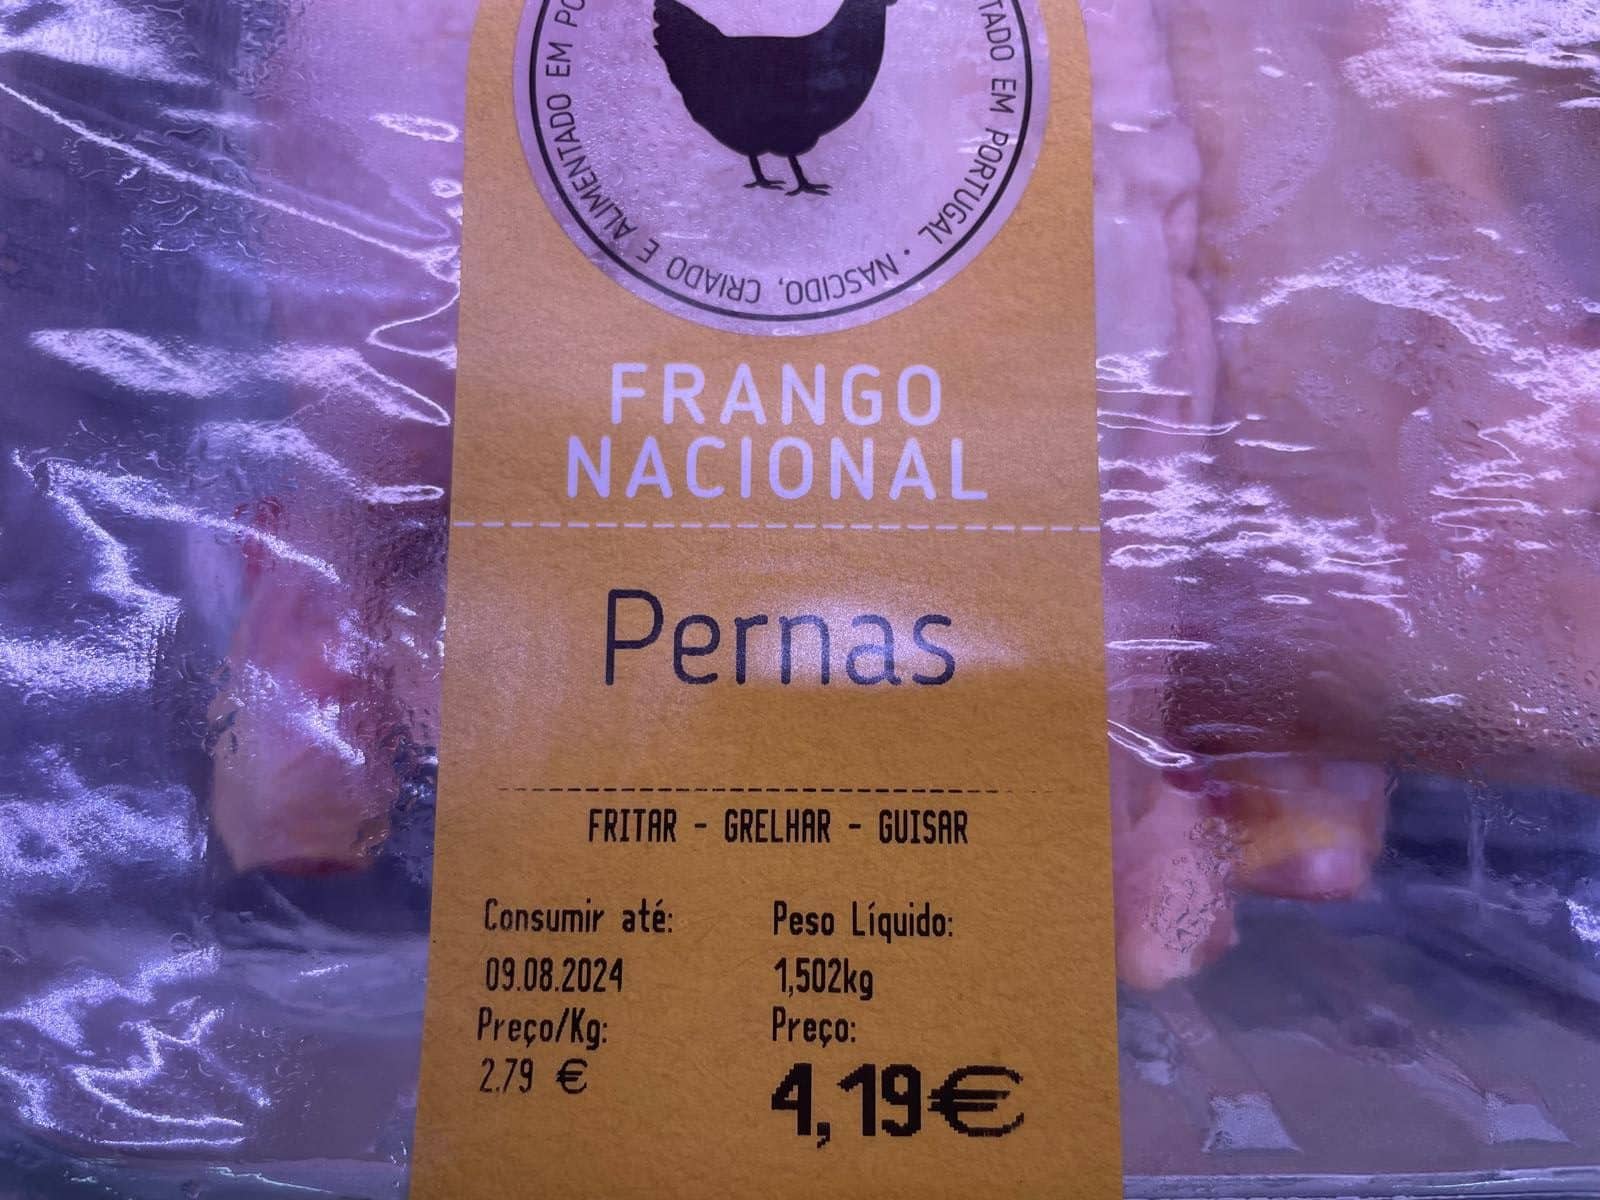 NASCIDO, CRIADO E ALIMENTADO EM
EM PORTUGAL ·
FRANGO
NACIONAL
Pernas
FRITAR - GRELHAR - GUISAR
Consumir até:
09.08.2024
Peso Líquido:
1,502kg
Preço/Kg:
2.79 €
Preço:
4,19€